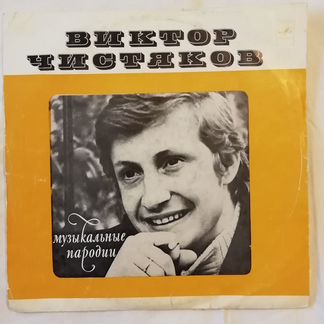 ВИКТОР
ЧИСТЯКОВ
музыкальные
пародии